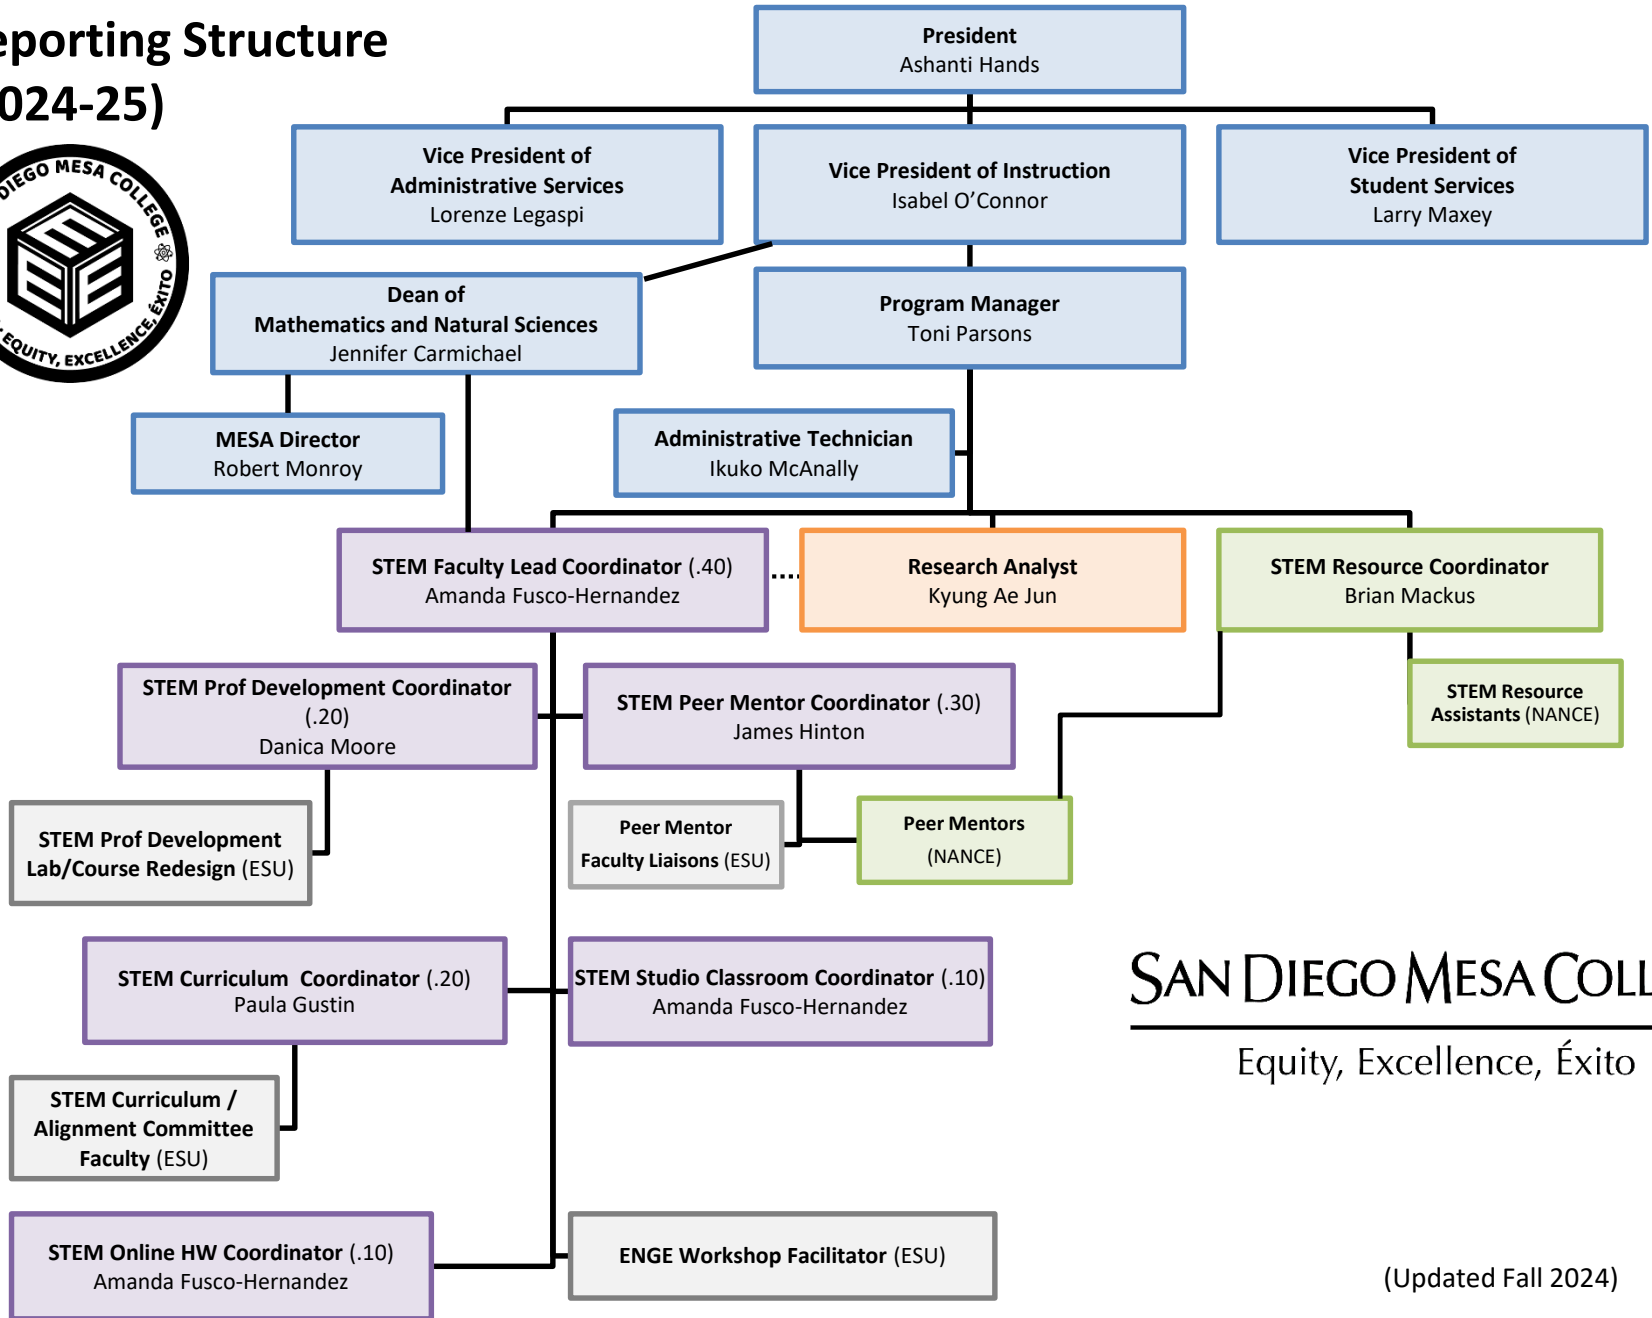 eporting Structure
024-25)
DIEGO MESA COLLEGE
EQUITY, EXCELLENCE, ÉXITO
President
Ashanti Hands
Vice President of
Administrative Services
Lorenze Legaspi
Vice President of Instruction
Isabel O’Connor
Vice President of
Student Services
Larry Maxey
Dean of
Mathematics and Natural Sciences
Jennifer Carmichael
Program Manager
Toni Parsons
MESA Director
Robert Monroy
Administrative Technician
Ikuko McAnally
STEM Faculty Lead Coordinator (.40)
Amanda Fusco-Hernandez
Research Analyst
Kyung Ae Jun
STEM Resource Coordinator
Brian Mackus
STEM Prof Development Coordinator
(.20)
Danica Moore
STEM Peer Mentor Coordinator (.30)
James Hinton
STEM Resource
Assistants (NANCE)
STEM Prof Development
Lab/Course Redesign (ESU)
Peer Mentor
Faculty Liaisons (ESU)
Peer Mentors
(NANCE)
STEM Curriculum Coordinator (.20)
Paula Gustin
STEM Studio Classroom Coordinator (.10)
Amanda Fusco-Hernandez
SAN DIEGO MESA COLL
Equity, Excellence, Éxito
STEM Curriculum /
Alignment Committee
Faculty (ESU)
STEM Online HW Coordinator (.10)
Amanda Fusco-Hernandez
ENGE Workshop Facilitator (ESU)
(Updated Fall 2024)